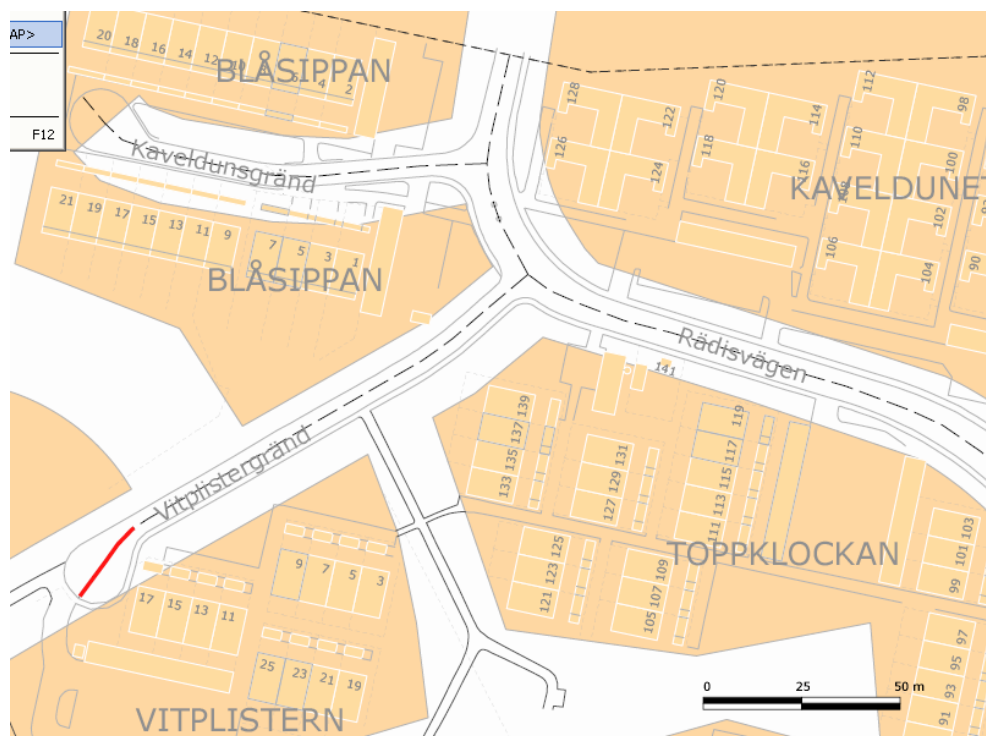 AP>
F12
20 18 16 14 12 10 8 6 4 2
BLÅSIPPAN
Kaveldunsgränd
21 19 17 15 13 11 9 7 5 3 1
BLÅSIPPAN
128 122 126 124
120 114 118 116
112 98 110 100
108 102 106 104 90
KAVELDUNET
Rädisvägen
141
139 137 135 133
131 129 127
119 117 115 113 111
125 123 121
109 107 105
103 101 99
97 95 93 91
TOPPKLOCKAN
Vitplistergränd
9 7 5 3
17 15 13 11
25 23 21 19
VITPLISTERN
0 25 50 m